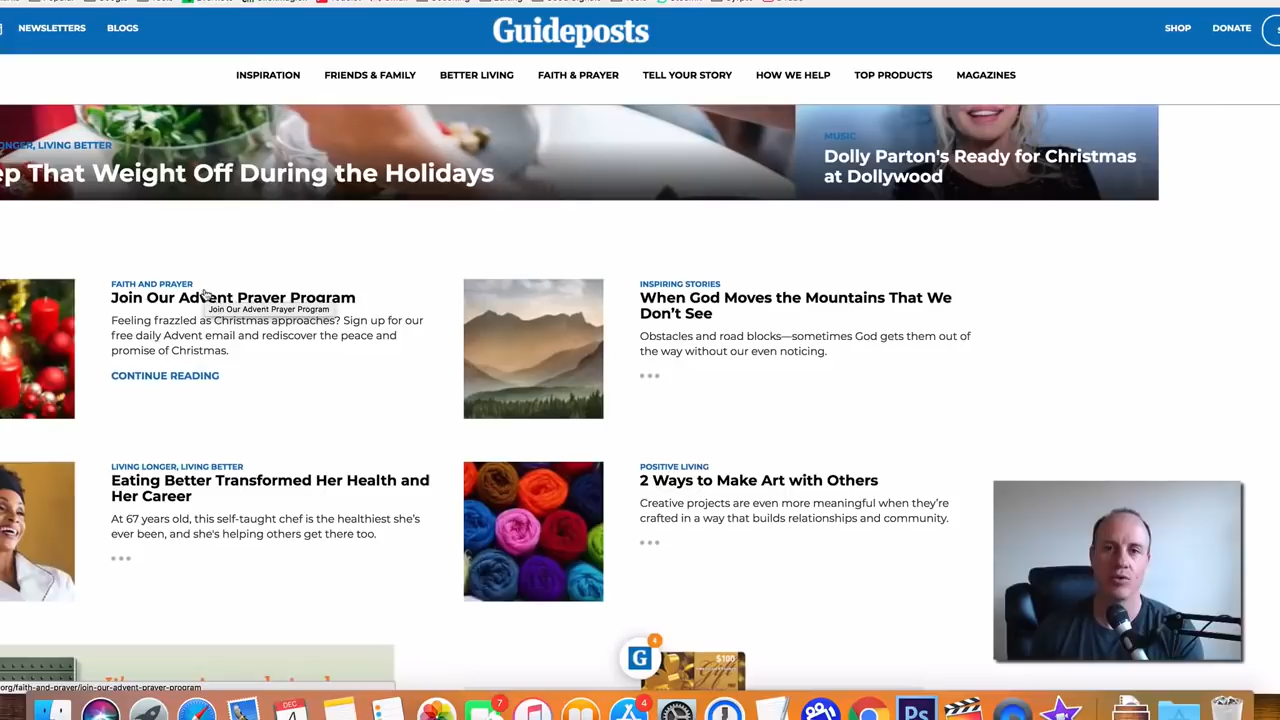 NEWSLETTERS BLOGS Guideposts SHOP DONATE
INSPIRATION FRIENDS & FAMILY BETTER LIVING FAITH & PRAYER TELL YOUR STORY HOW WE HELP TOP PRODUCTS MAGAZINES
LIVING BETTER
That Weight Off During the Holidays
MUSIC
Dolly Parton's Ready for Christmas
at Dollywood
FAITH AND PRAYER
Join Our Advent Prayer Program
Join Our Advent Prayer Program
Feeling frazzled as Christmas approaches? Sign up for our
free daily Advent email and rediscover the peace and
promise of Christmas.
CONTINUE READING
INSPIRING STORIES
When God Moves the Mountains That We
Don't See
Obstacles and road blocks—sometimes God gets them out of
the way without our even noticing.
LIVING LONGER, LIVING BETTER
Eating Better Transformed Her Health and
Her Career
At 67 years old, this self-taught chef is the healthiest she's
ever been, and she's helping others get there too.
POSITIVE LIVING
2 Ways to Make Art with Others
Creative projects are even more meaningful when they're
crafted in a way that builds relationships and community.
G 4
$100
org/faith-and-prayer/join-our-advent-prayer-program
DEC
4
7
4
Ps